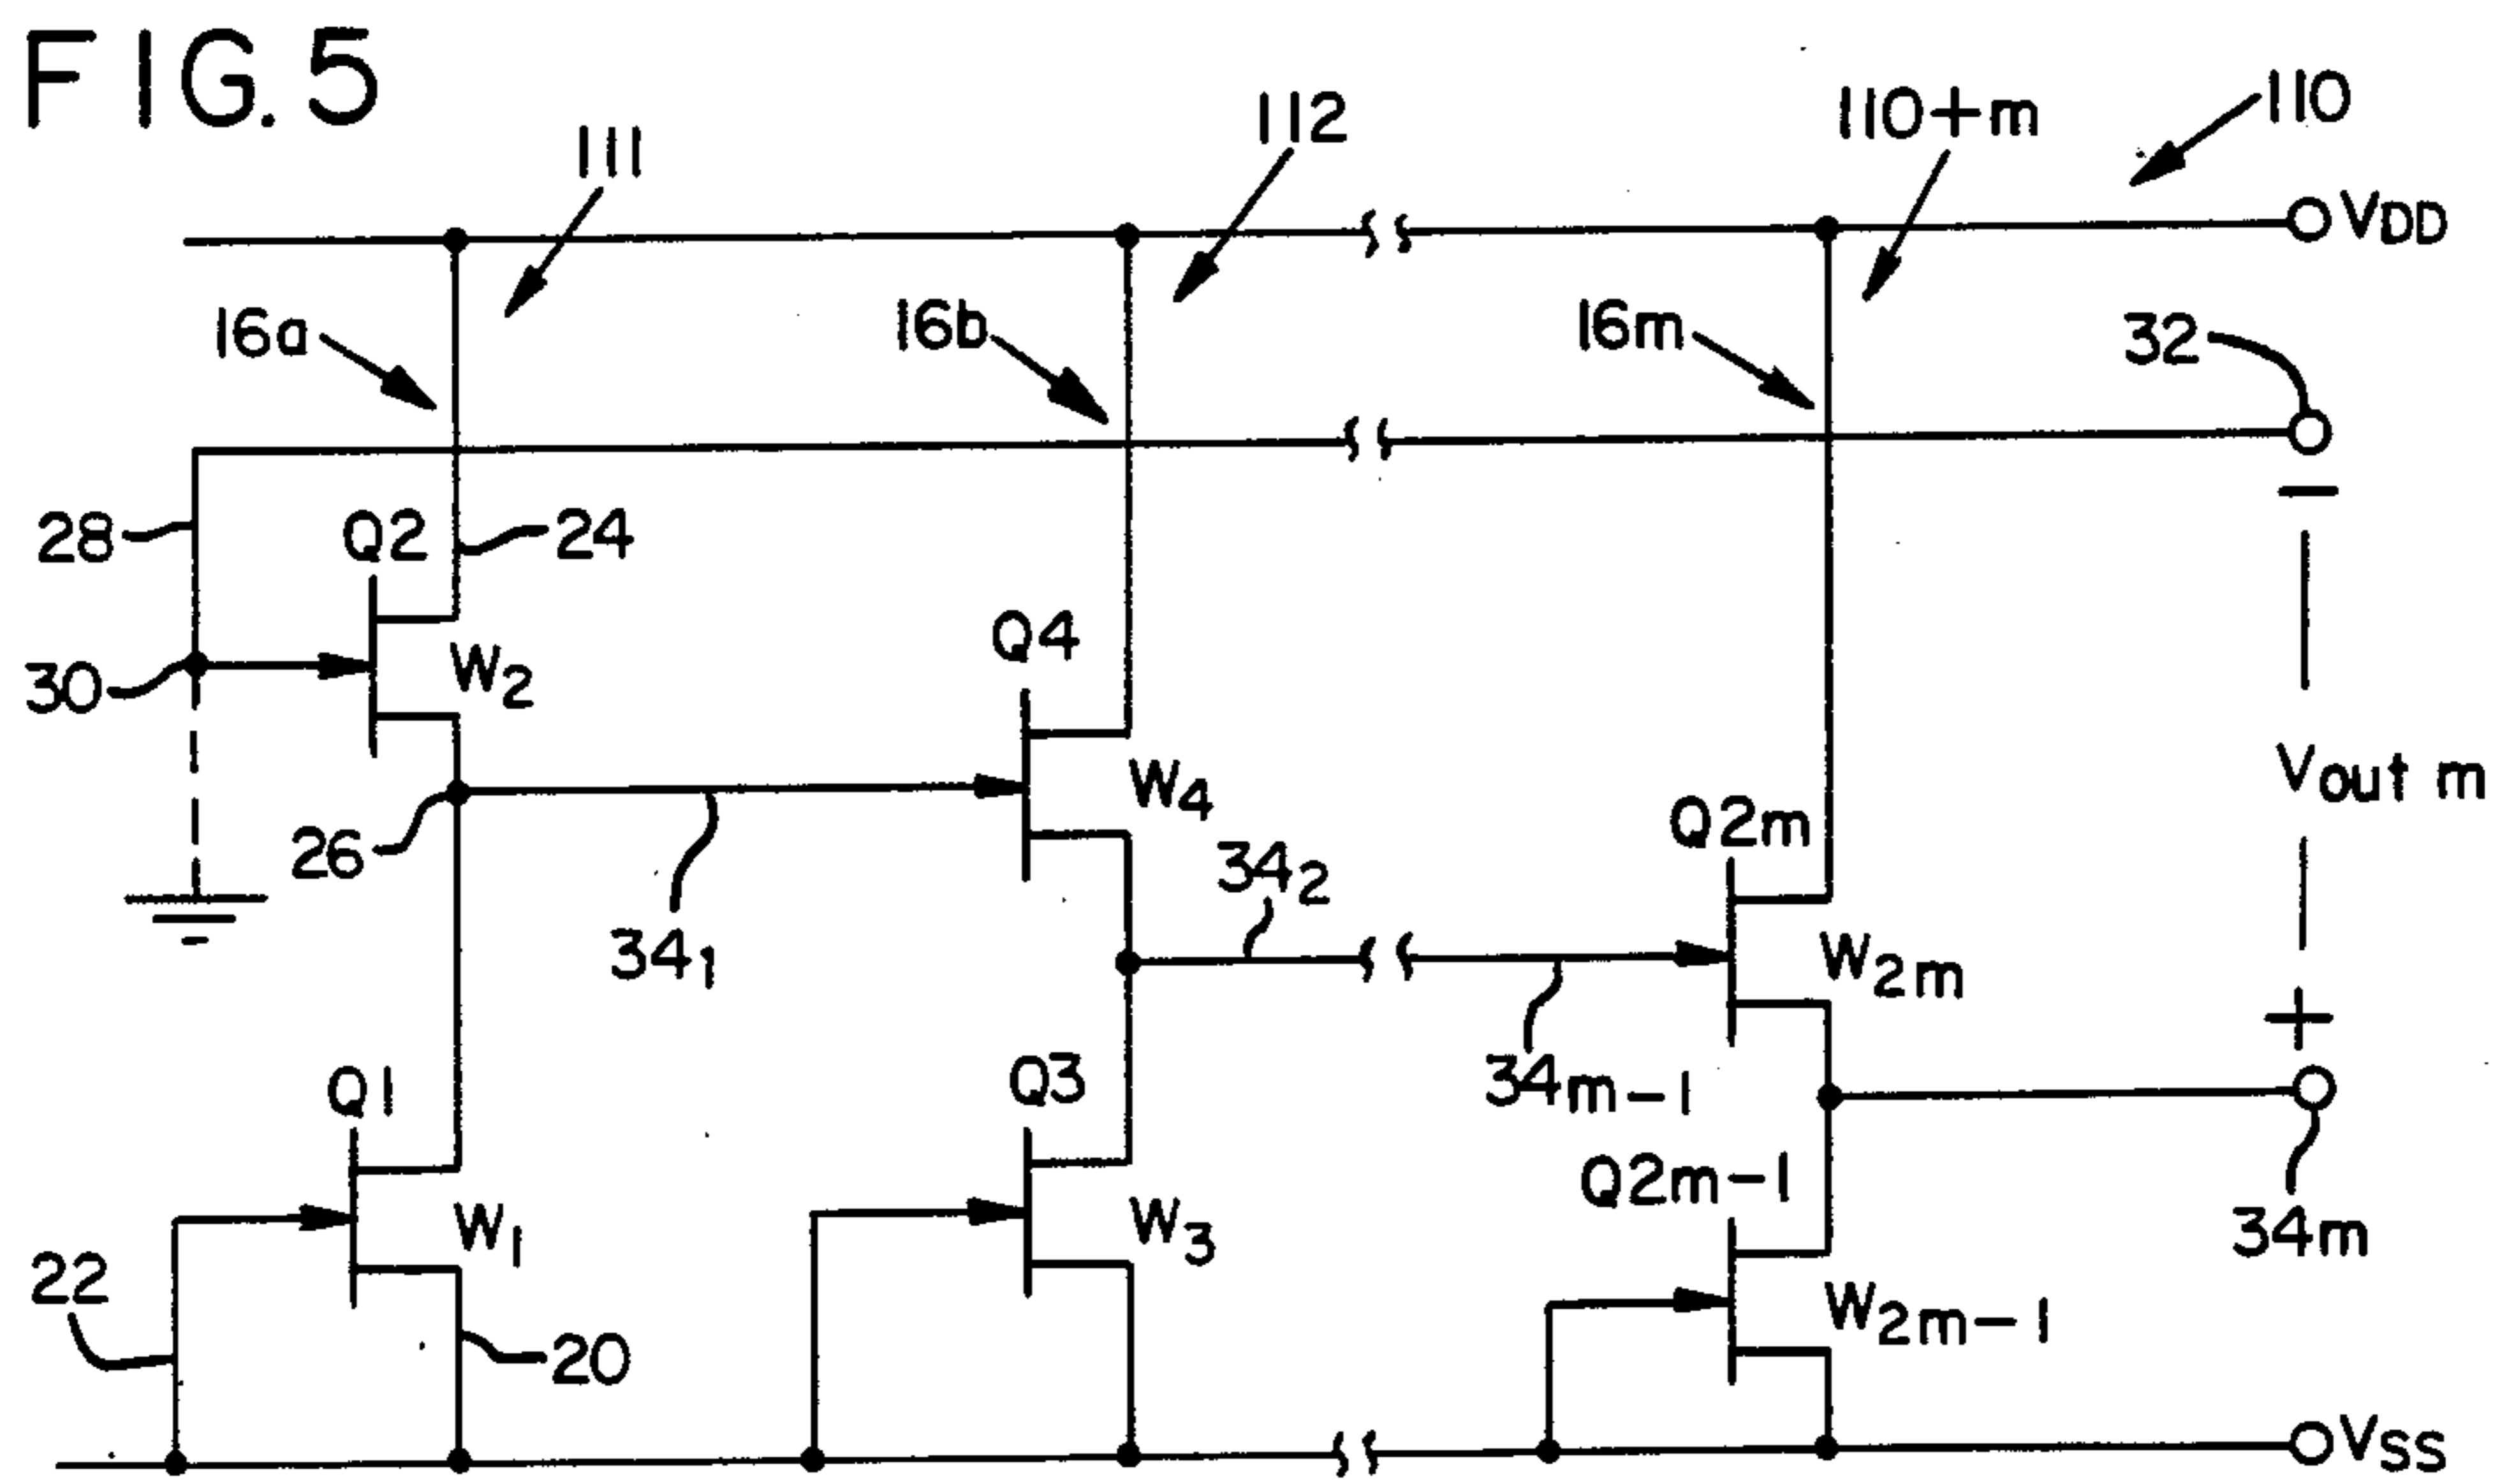 FIG. 5
111
112
110+m
110
VDD
16a
16b
16m
32
28
Q2
24
30
W2
Q4
W4
26
34₁
34₂
Q2m
W2m
Vout m
−
+
34m-1
Q1
W1
Q3
W3
Q2m-1
W2m-1
34m
22
20
VSS